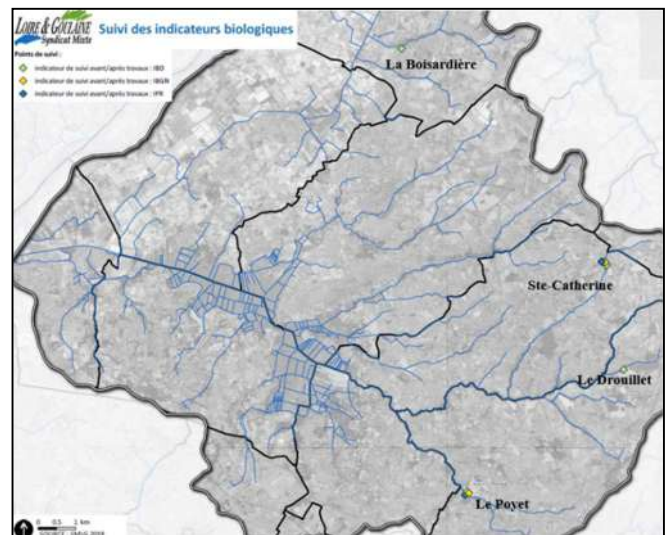 LOIRE & GOULAINE
Syndicat Mixte
Suivi des indicateurs biologiques
Points de suivi :
indicateur de suivi avant/après travaux : IBD
indicateur de suivi avant/après travaux : IBGN
indicateur de suivi avant/après travaux : IPR
La Boisardière
Ste-Catherine
Le Drouillet
Le Poyet
0 0.5 1 km